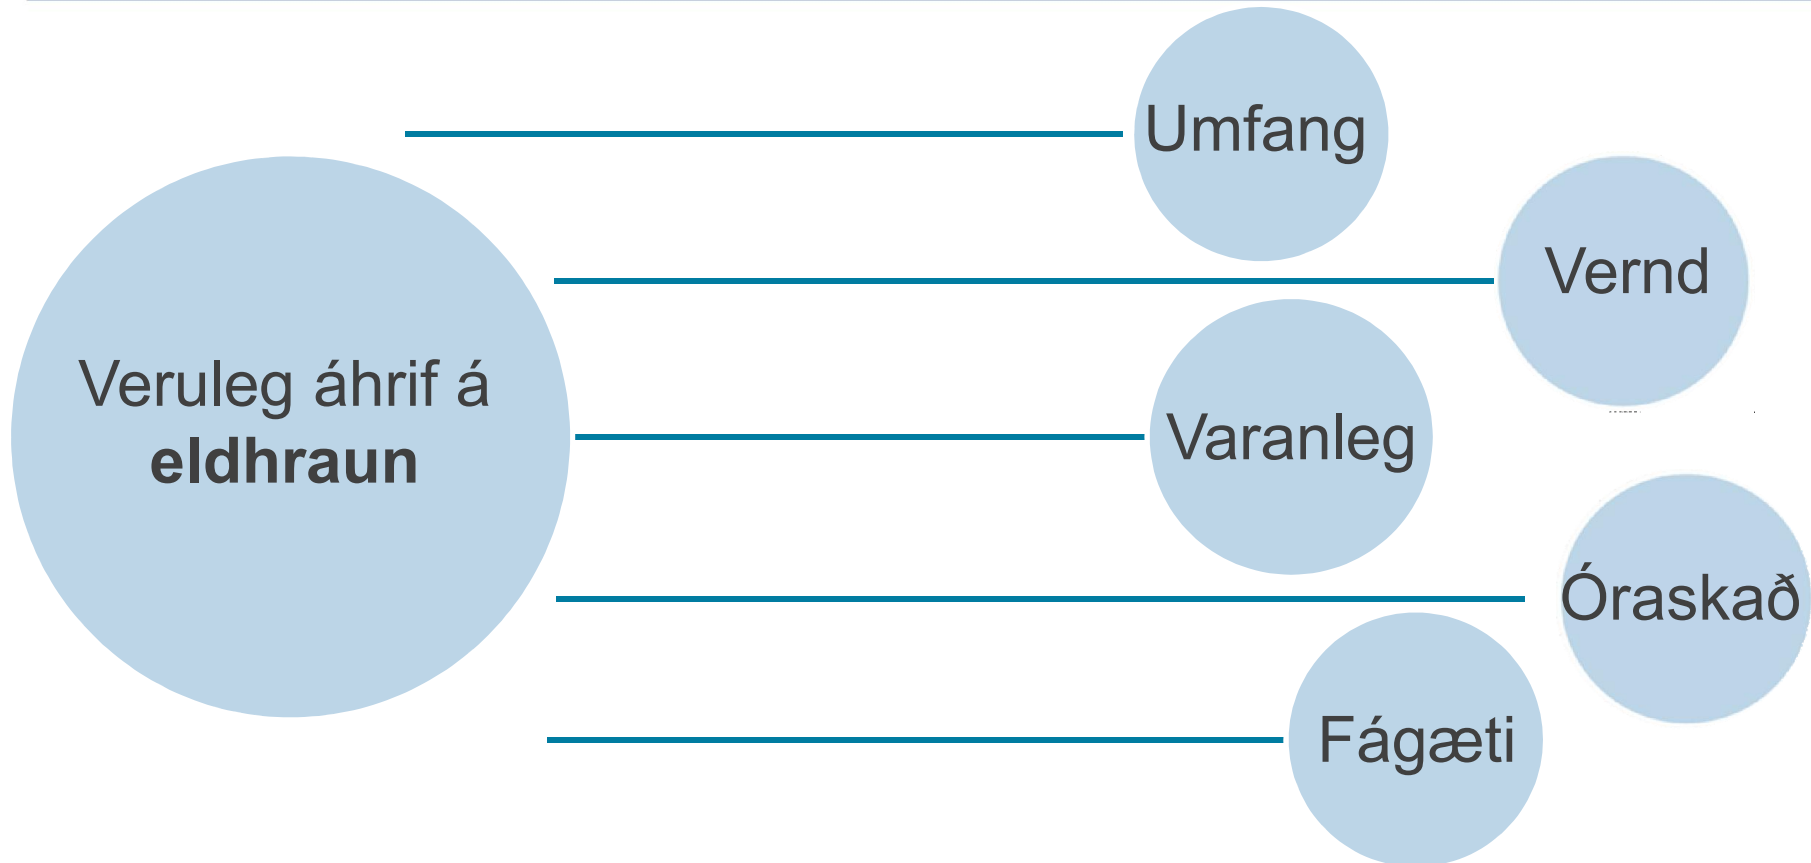 Umfang
Vernd
Veruleg áhrif á
eldhraun
Varanleg
Óraskað
Fágæti